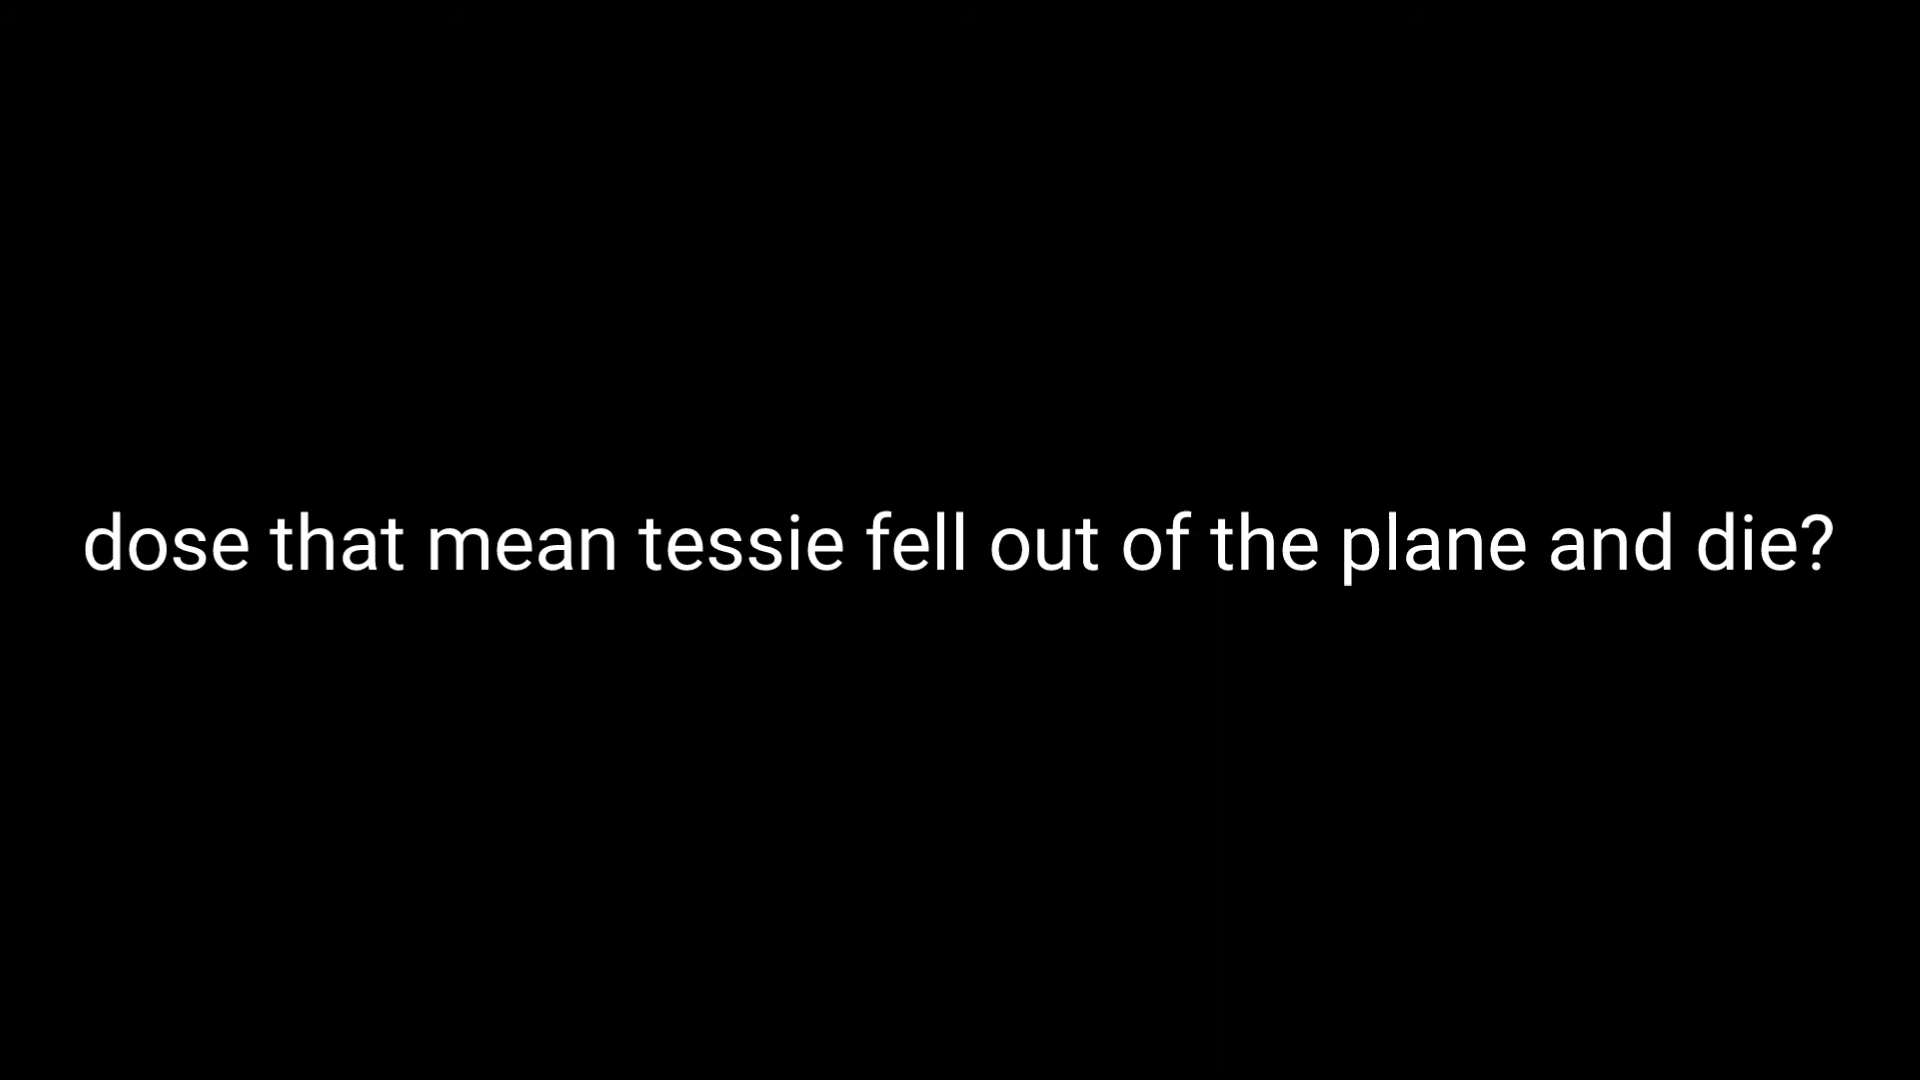 dose that mean tessie fell out of the plane and die?